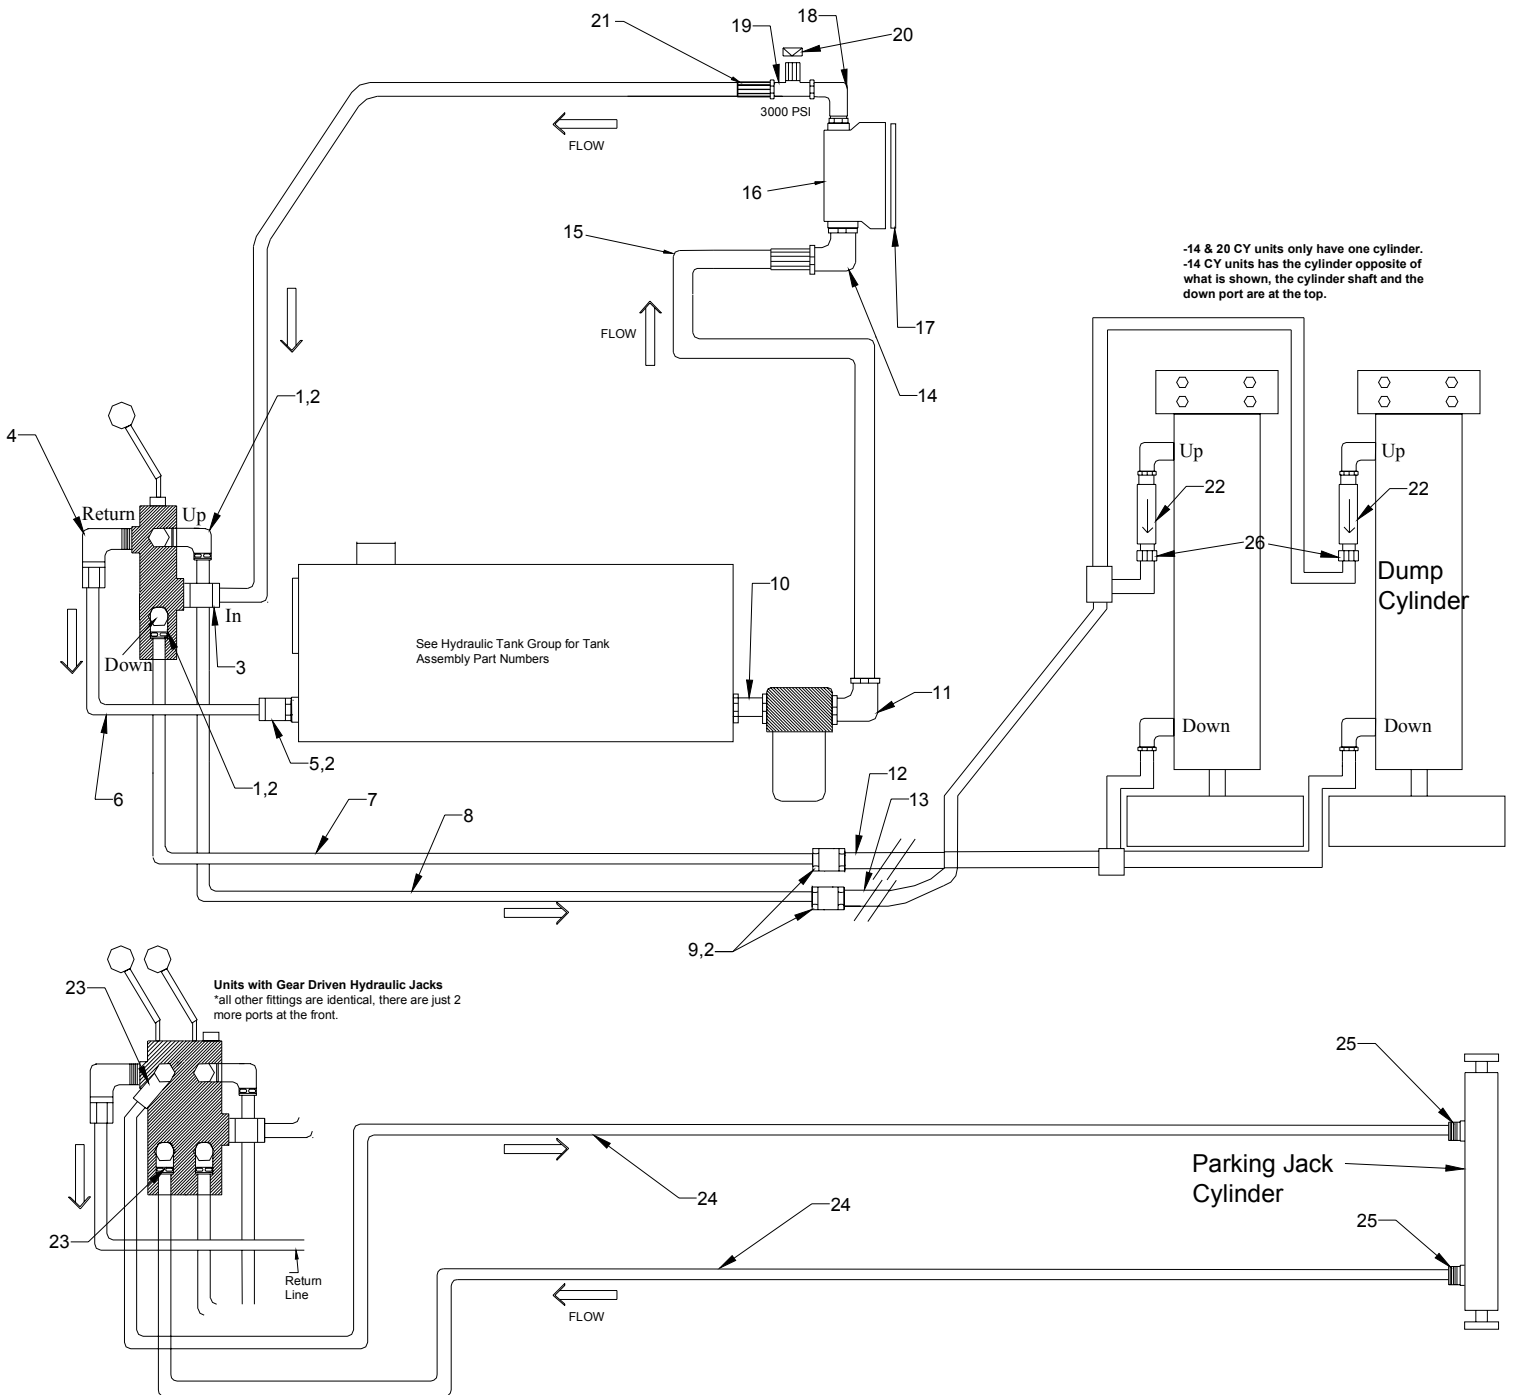 21
19
18
20
3000 PSI
FLOW
16
15
-14 & 20 CY units only have one cylinder.
-14 CY units has the cylinder opposite of
what is shown, the cylinder shaft and the
down port are at the top.
17
FLOW
14
1,2
4
Up
Up
22
22
Return
Up
26
Dump
Cylinder
10
In
See Hydraulic Tank Group for Tank
Assembly Part Numbers
Down
3
11
Down
Down
5,2
1,2
6
7
8
12
13
9,2
23
Units with Gear Driven Hydraulic Jacks
*all other fittings are identical, there are just 2
more ports at the front.
25
Parking Jack
Cylinder
24
24
25
23
Return
Line
FLOW